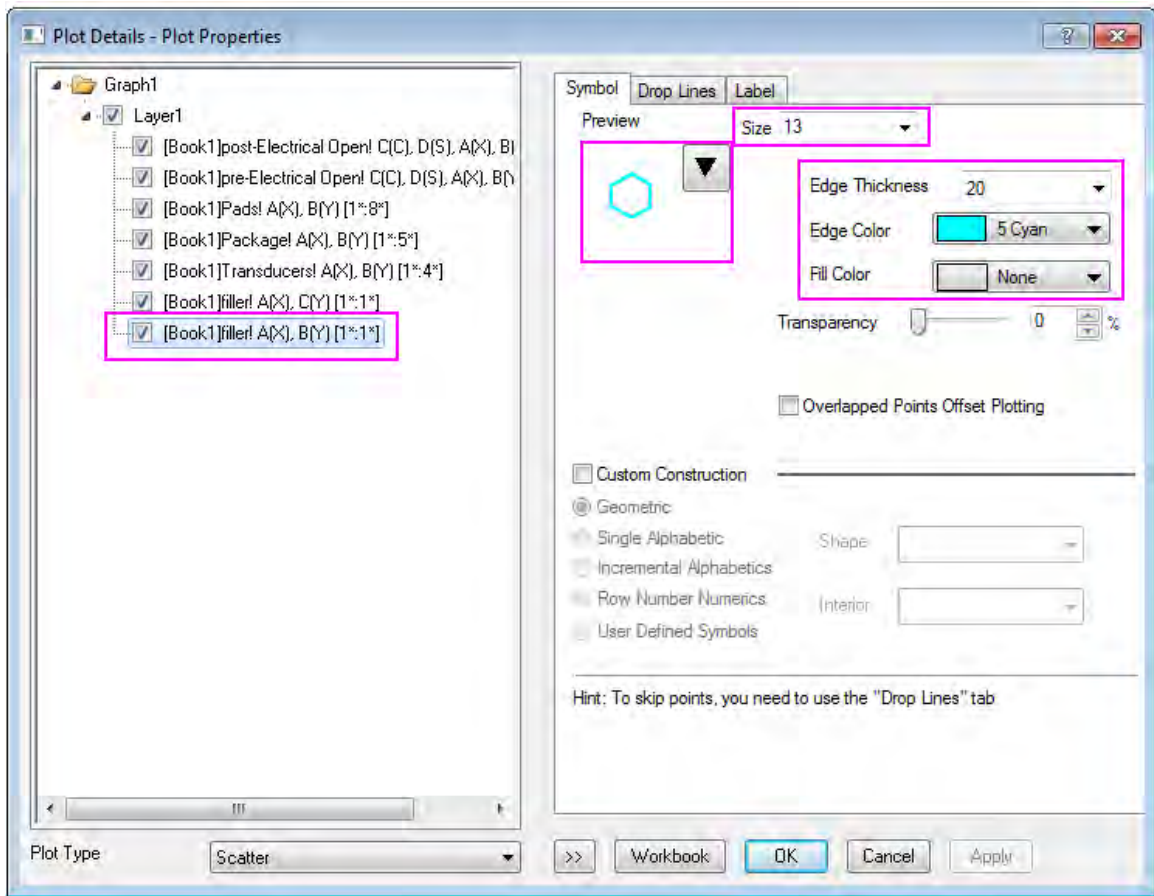 Plot Details - Plot Properties
Graph1
Layer1
[Book1]post-Electrical Open! C(C), D(S), A(X), B(
[Book1]pre-Electrical Open! C(C), D(S), A(X), B(Y
[Book1]Pads! A(X), B(Y) [1*:8*]
[Book1]Package! A(X), B(Y) [1*:5*]
[Book1]Transducers! A(X), B(Y) [1*:4*]
[Book1]filler! A(X), C(Y) [1*:1*]
[Book1]filler! A(X), B(Y) [1*:1*]
Plot Type
Scatter
Symbol Drop Lines Label
Preview
Size 13
Edge Thickness 20
Edge Color 5 Cyan
Fill Color None
Transparency 0 %
Overlapped Points Offset Plotting
Custom Construction
Geometric
Single Alphabetic
Shape
Incremental Alphabetics
Row Number Numerics
Interior
User Defined Symbols
Hint: To skip points, you need to use the "Drop Lines" tab
>> Workbook OK Cancel Apply